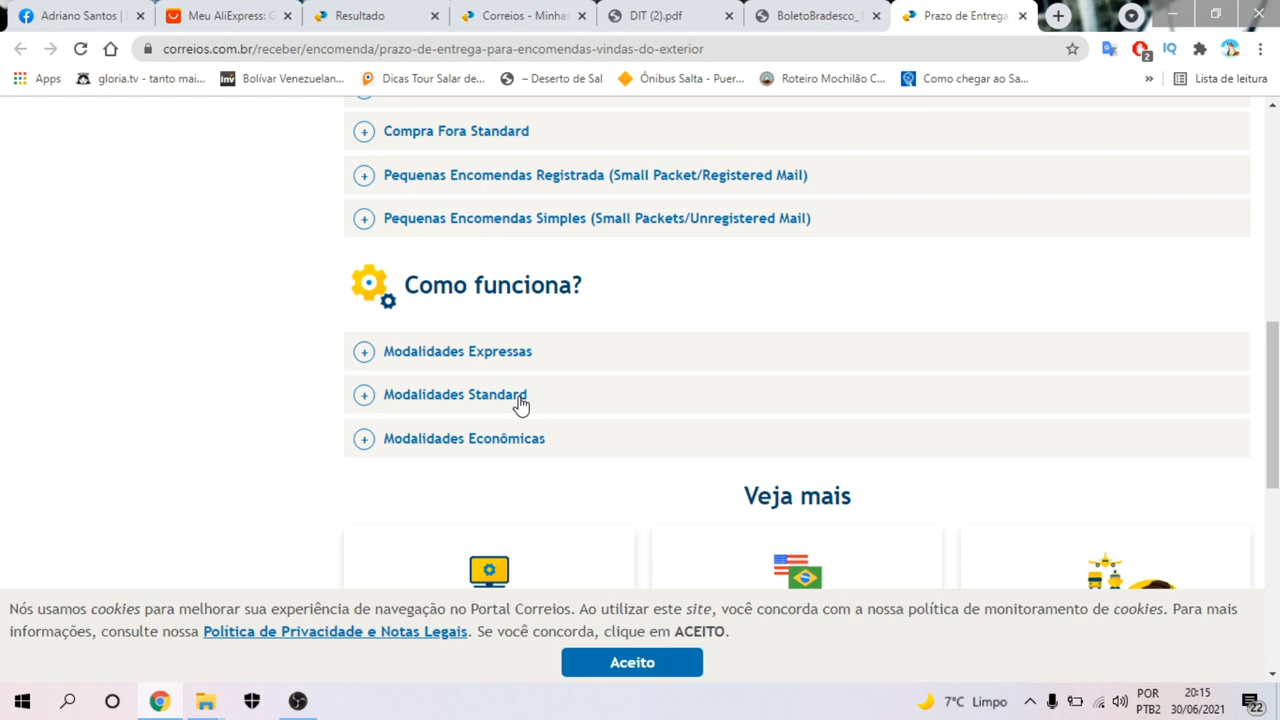 Adriano Santos |
Meu AliExpress: G
Resultado
Correios - Minhas
DIT (2).pdf
BoletoBradesco_1
Prazo de Entrega
correios.com.br/receber/encomenda/prazo-de-entrega-para-encomendas-vindas-do-exterior
2
IQ
Apps
gloria.tv - tanto mai...
Inv
Bolívar Venezuelan...
Dicas Tour Salar de...
– Deserto de Sal
Ônibus Salta - Puer...
Roteiro Mochilão C...
Como chegar ao Sa...
»
Lista de leitura
Compra Fora Standard
Pequenas Encomendas Registrada (Small Packet/Registered Mail)
Pequenas Encomendas Simples (Small Packets/Unregistered Mail)
Como funciona?
Modalidades Expressas
Modalidades Standard
Modalidades Econômicas
Veja mais
Nós usamos cookies para melhorar sua experiência de navegação no Portal Correios. Ao utilizar este site, você concorda com a nossa política de monitoramento de cookies. Para mais
informações, consulte nossa Política de Privacidade e Notas Legais. Se você concorda, clique em ACEITO.
Aceito
7°C Limpo
POR
PTB2
20:15
30/06/2021
22